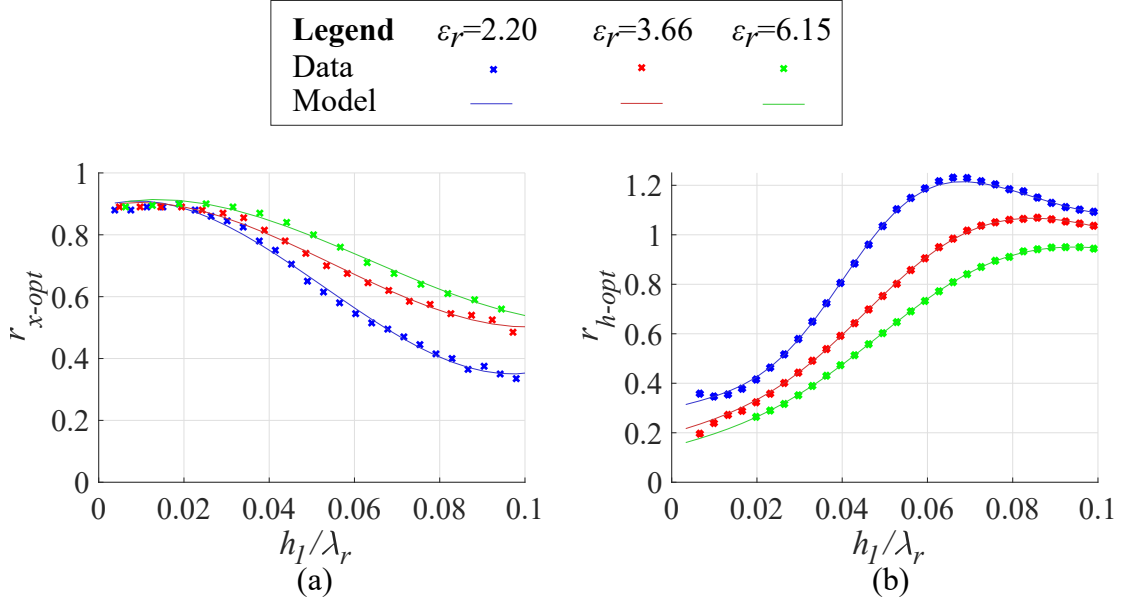 Legend εr=2.20 εr=3.66 εr=6.15
Data
Model
1
0.8
0.6
0.4
0.2
0
rx-opt
0 0.02 0.04 0.06 0.08 0.1
h1/λr
(a)
1.2
1
0.8
0.6
0.4
0.2
0
rh-opt
0 0.02 0.04 0.06 0.08 0.1
h1/λr
(b)